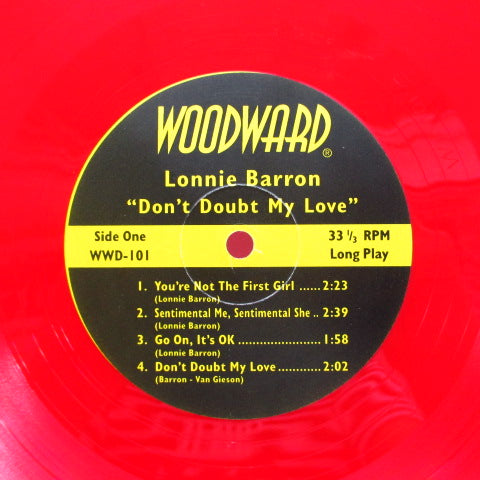 WOODWARD®
Lonnie Barron
“Don't Doubt My Love”
Side One 33 1/3 RPM
WWD-101 Long Play
1. You're Not The First Girl ...... 2:23
(Lonnie Barron)
2. Sentimental Me, Sentimental She .. 2:39
(Lonnie Barron)
3. Go On, It's OK ........................ 1:58
(Lonnie Barron)
4. Don't Doubt My Love ............ 2:02
(Barron - Van Gieson)